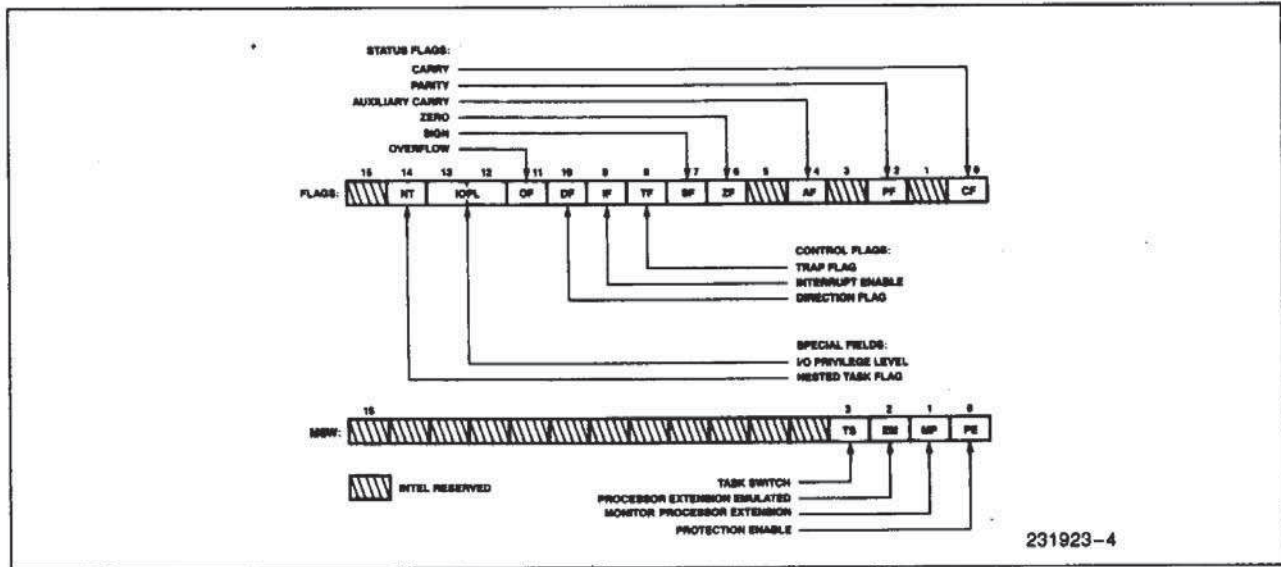 STATUS FLAGS:
CARRY
PARITY
AUXILIARY CARRY
ZERO
SIGN
OVERFLOW
15 14 13 12 11 10 9 8 7 6 5 4 3 2 1 0
FLAGS: NT IOPL OF DF IF TF SF ZF AF PF CF
CONTROL FLAGS:
TRAP FLAG
INTERRUPT ENABLE
DIRECTION FLAG
SPECIAL FIELDS:
I/O PRIVILEGE LEVEL
NESTED TASK FLAG
15 3 2 1 0
MSW: TS EM MP PE
INTEL RESERVED
TASK SWITCH
PROCESSOR EXTENSION EMULATED
MONITOR PROCESSOR EXTENSION
PROTECTION ENABLE
231923-4